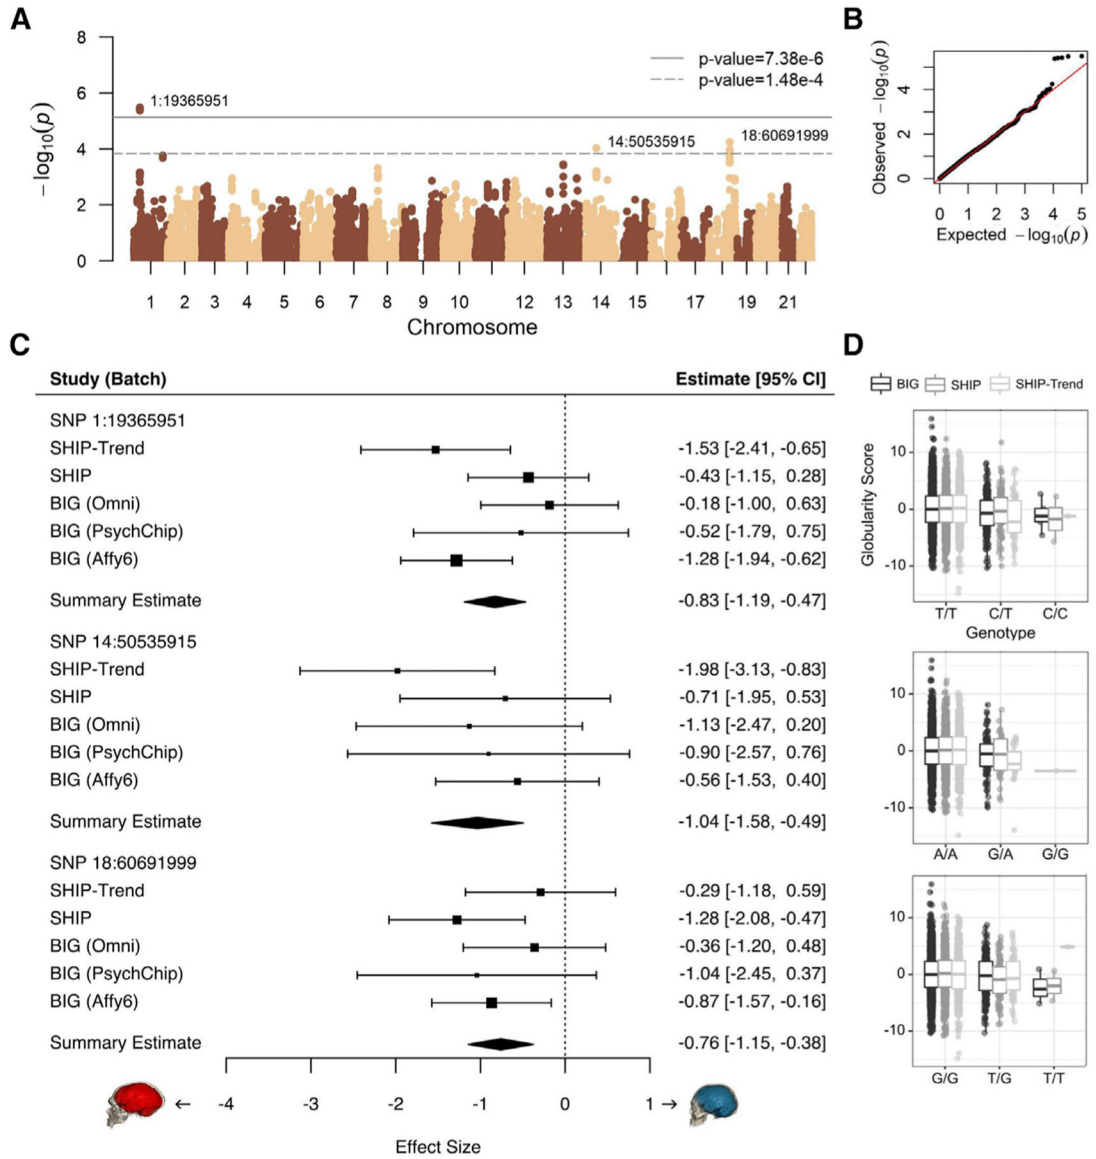 A
8
6
4
2
0
−log10(p)
p-value=7.38e-6
p-value=1.48e-4
1:19365951
14:50535915
18:60691999
1 2 3 4 5 6 7 8 9 10 12 13 14 15 17 19 21
Chromosome
B
Observed −log10(p)
4
2
0
0 1 2 3 4 5
Expected −log10(p)
C
Study (Batch) Estimate [95% CI]
SNP 1:19365951
SHIP-Trend -1.53 [-2.41, -0.65]
SHIP -0.43 [-1.15, 0.28]
BIG (Omni) -0.18 [-1.00, 0.63]
BIG (PsychChip) -0.52 [-1.79, 0.75]
BIG (Affy6) -1.28 [-1.94, -0.62]
Summary Estimate -0.83 [-1.19, -0.47]
SNP 14:50535915
SHIP-Trend -1.98 [-3.13, -0.83]
SHIP -0.71 [-1.95, 0.53]
BIG (Omni) -1.13 [-2.47, 0.20]
BIG (PsychChip) -0.90 [-2.57, 0.76]
BIG (Affy6) -0.56 [-1.53, 0.40]
Summary Estimate -1.04 [-1.58, -0.49]
SNP 18:60691999
SHIP-Trend -0.29 [-1.18, 0.59]
SHIP -1.28 [-2.08, -0.47]
BIG (Omni) -0.36 [-1.20, 0.48]
BIG (PsychChip) -1.04 [-2.45, 0.37]
BIG (Affy6) -0.87 [-1.57, -0.16]
Summary Estimate -0.76 [-1.15, -0.38]
← -4 -3 -2 -1 0 1 →
Effect Size
D
BIG SHIP SHIP-Trend
Globularity Score
10
0
-10
T/T C/T C/C
Genotype
10
0
-10
A/A G/A G/G
10
0
-10
G/G T/G T/T